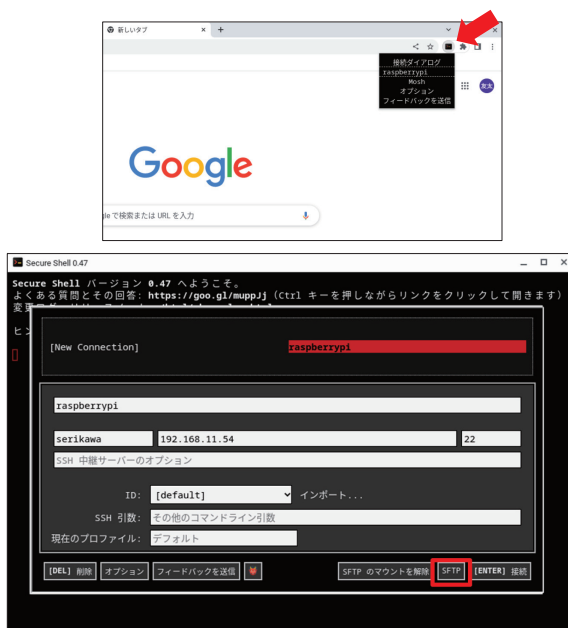 新しいタブ
接続ダイアログ
raspberrypi
Mosh
オプション
フィードバックを送信
友太
Google
gle で検索または URL を入力
Secure Shell 0.47
Secure Shell バージョン 0.47 へようこそ。
よくある質問とその回答: https://goo.gl/muppJj (Ctrl キーを押しながらリンクをクリックして開きます)
変更
ヒン
[New Connection]
raspberrypi
raspberrypi
serikawa 192.168.11.54 22
SSH 中継サーバーのオプション
ID: [default] インポート...
SSH 引数: その他のコマンドライン引数
現在のプロファイル: デフォルト
[DEL] 削除 オプション フィードバックを送信 SFTP のマウントを解除 SFTP [ENTER] 接続